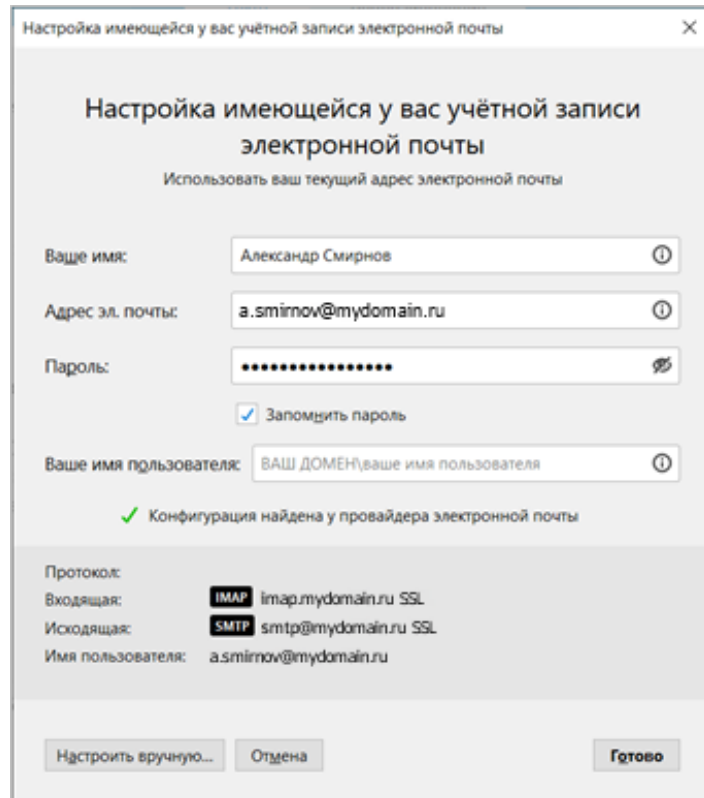 Настройка имеющейся у вас учётной записи электронной почты
Настройка имеющейся у вас учётной записи
электронной почты
Использовать ваш текущий адрес электронной почты
Ваше имя: Александр Смирнов
Адрес эл. почты: a.smirnov@mydomain.ru
Пароль: ••••••••••••••••
Запомнить пароль
Ваше имя пользователя: ВАШ ДОМЕН\ваше имя пользователя
Конфигурация найдена у провайдера электронной почты
Протокол:
Входящая: IMAP imap.mydomain.ru SSL
Исходящая: SMTP smtp@mydomain.ru SSL
Имя пользователя: a.smirnov@mydomain.ru
Настроить вручную... Отмена Готово